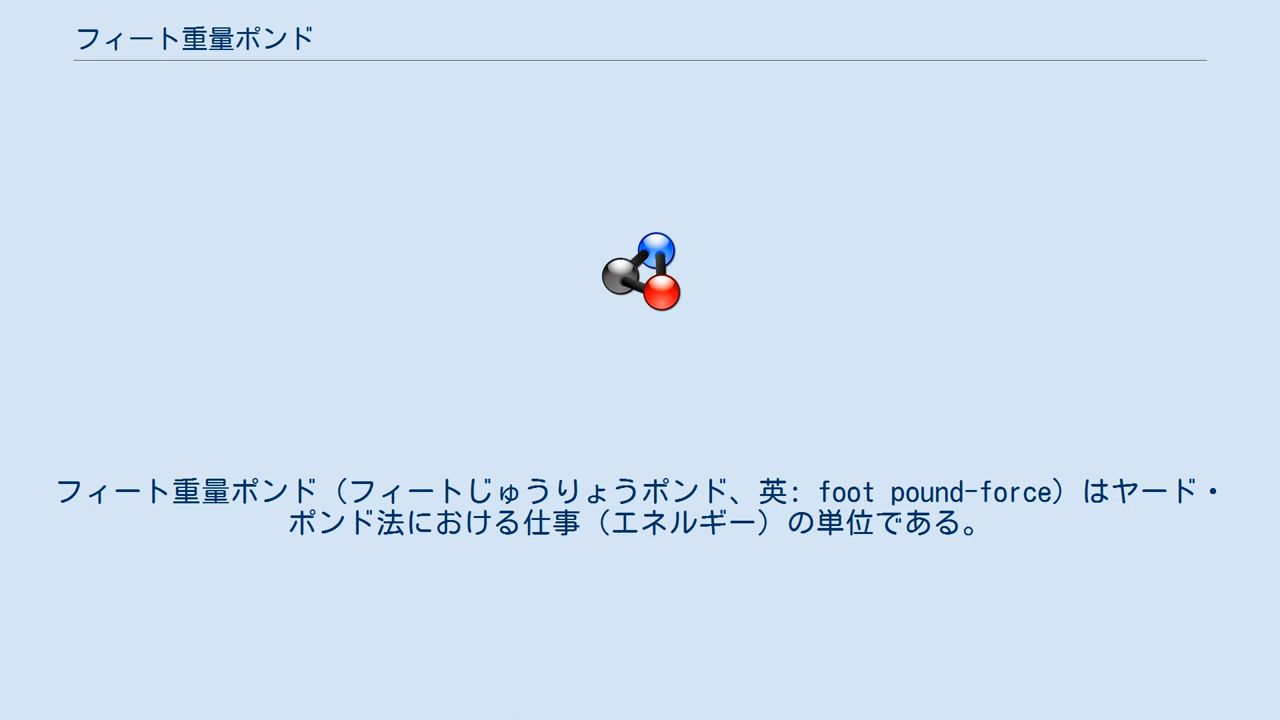 フィート重量ポンド
フィート重量ポンド（フィートじゅうりょうポンド、英: foot pound-force）はヤード・
ポンド法における仕事（エネルギー）の単位である。